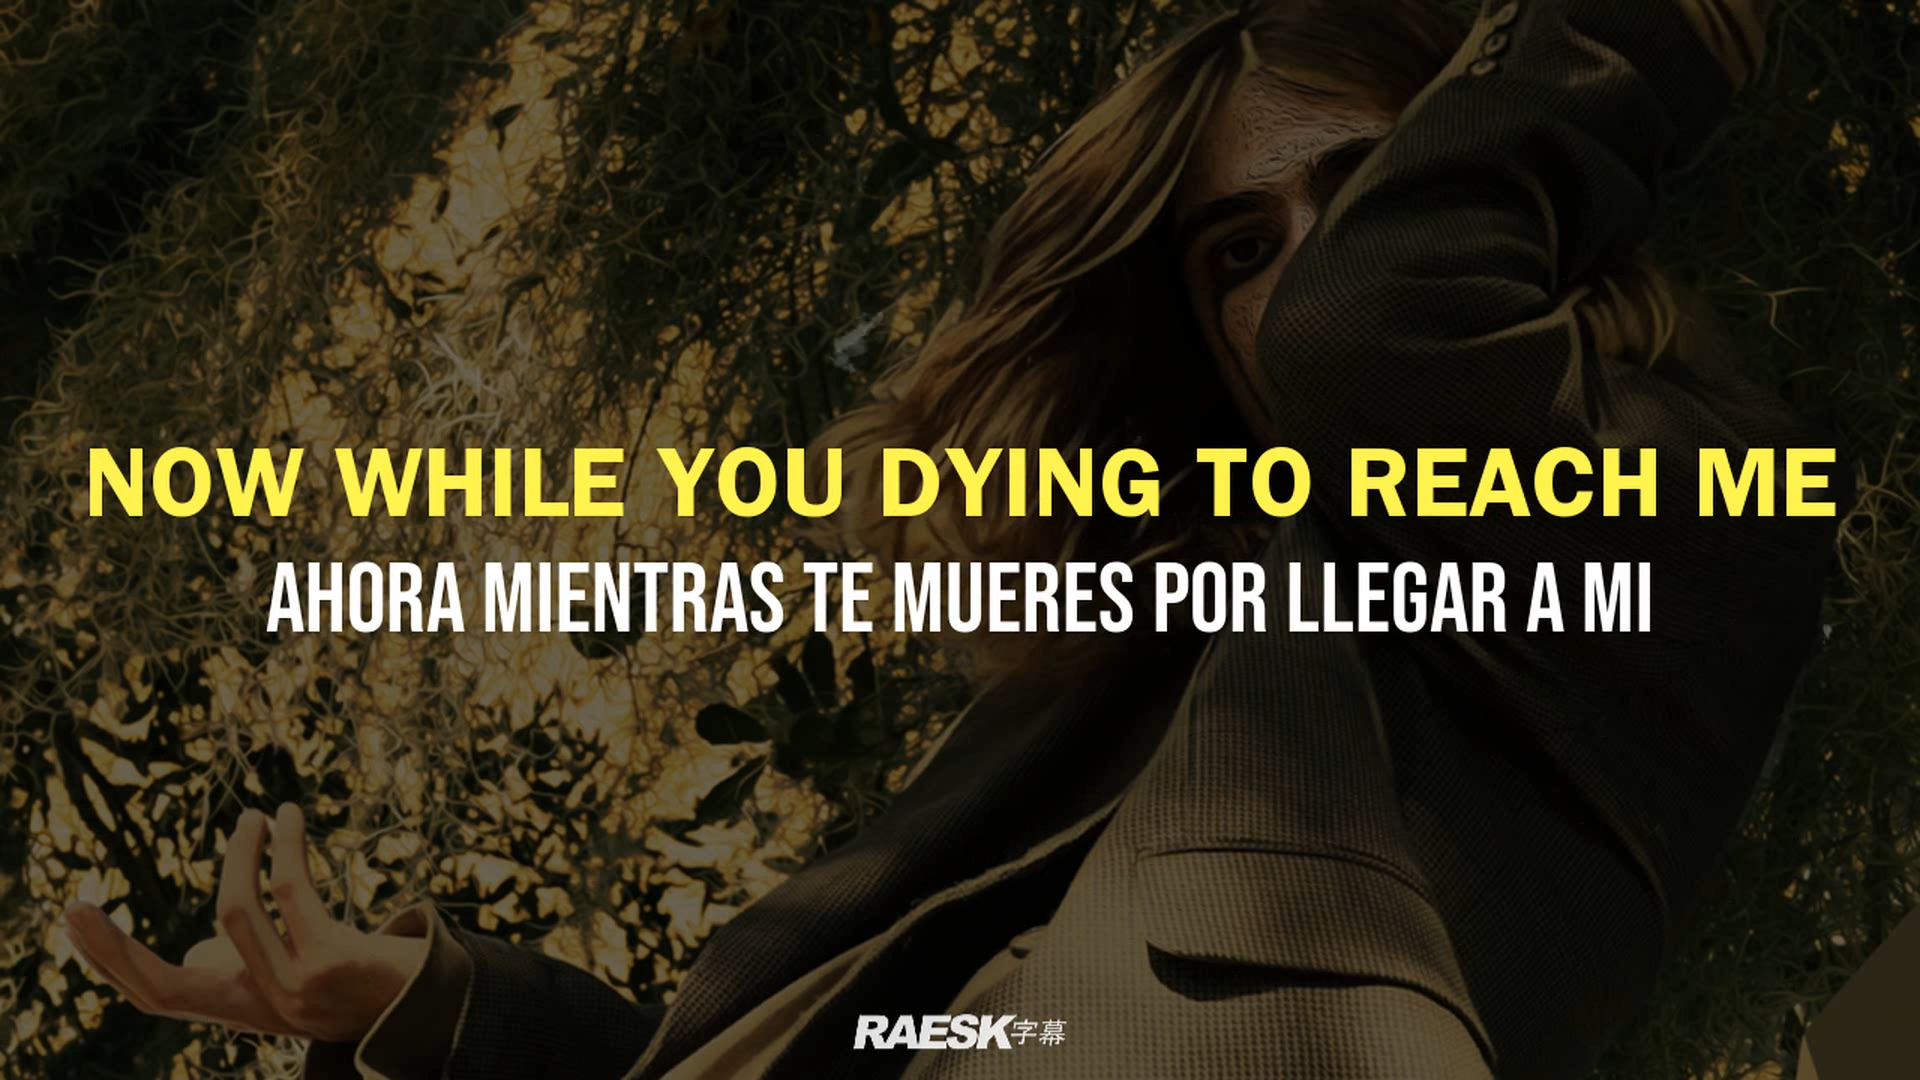 NOW WHILE YOU DYING TO REACH ME
AHORA MIENTRAS TE MUERES POR LLEGAR A MI
RAESK字幕